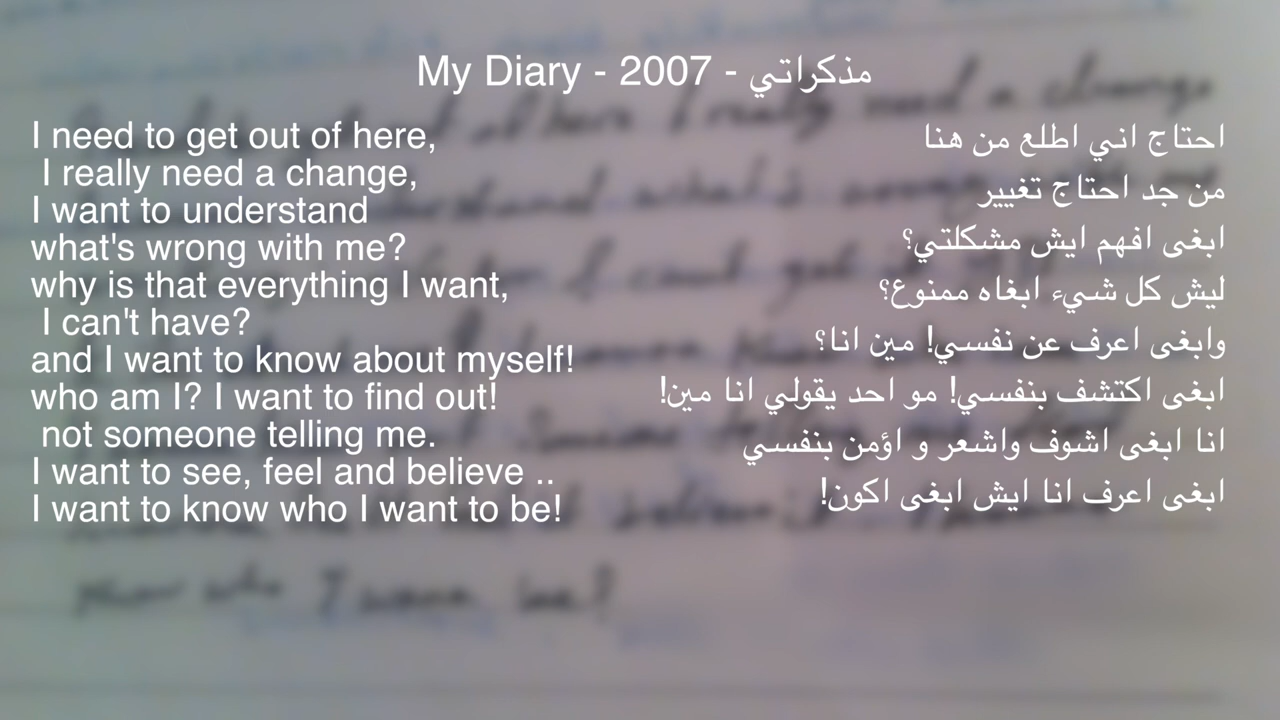 My Diary - 2007 - مذكراتي
I need to get out of here,
I really need a change,
I want to understand
what's wrong with me?
why is that everything I want,
I can't have?
and I want to know about myself!
who am I? I want to find out!
not someone telling me.
I want to see, feel and believe ..
I want to know who I want to be!
احتاج اني اطلع من هنا
من جد احتاج تغيير
ابغى افهم ايش مشكلتي؟
ليش كل شيء ابغاه ممنوع؟
وابغى اعرف عن نفسي! مين انا؟
ابغى اكتشف بنفسي! مو احد يقولي انا مين!
انا ابغى اشوف واشعر و اؤمن بنفسي
ابغى اعرف انا ايش ابغى اكون!
know who I wanna be?